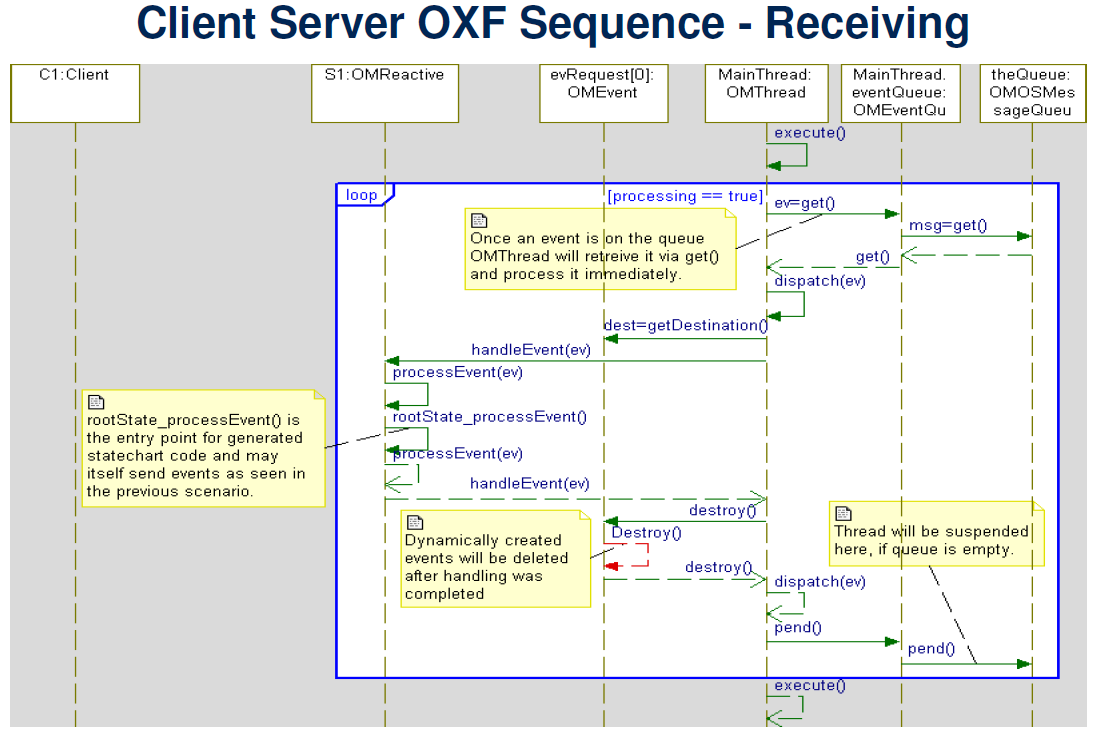 Client Server OXF Sequence - Receiving
C1:Client
S1:OMReactive
evRequest[0]:
OMEvent
MainThread:
OMThread
MainThread.
eventQueue:
OMEventQu
theQueue:
OMOSMes
sageQueu
execute()
loop
[processing == true]
ev=get()
msg=get()
Once an event is on the queue
OMThread will retreive it via get()
and process it immediately.
get()
dispatch(ev)
dest=getDestination()
handleEvent(ev)
processEvent(ev)
rootState_processEvent()
rootState_processEvent() is
the entry point for generated
statechart code and may
itself send events as seen in
the previous scenario.
processEvent(ev)
handleEvent(ev)
destroy()
Destroy()
Dynamically created
events will be deleted
after handling was
completed
Thread will be suspended
here, if queue is empty.
destroy()
dispatch(ev)
pend()
pend()
execute()